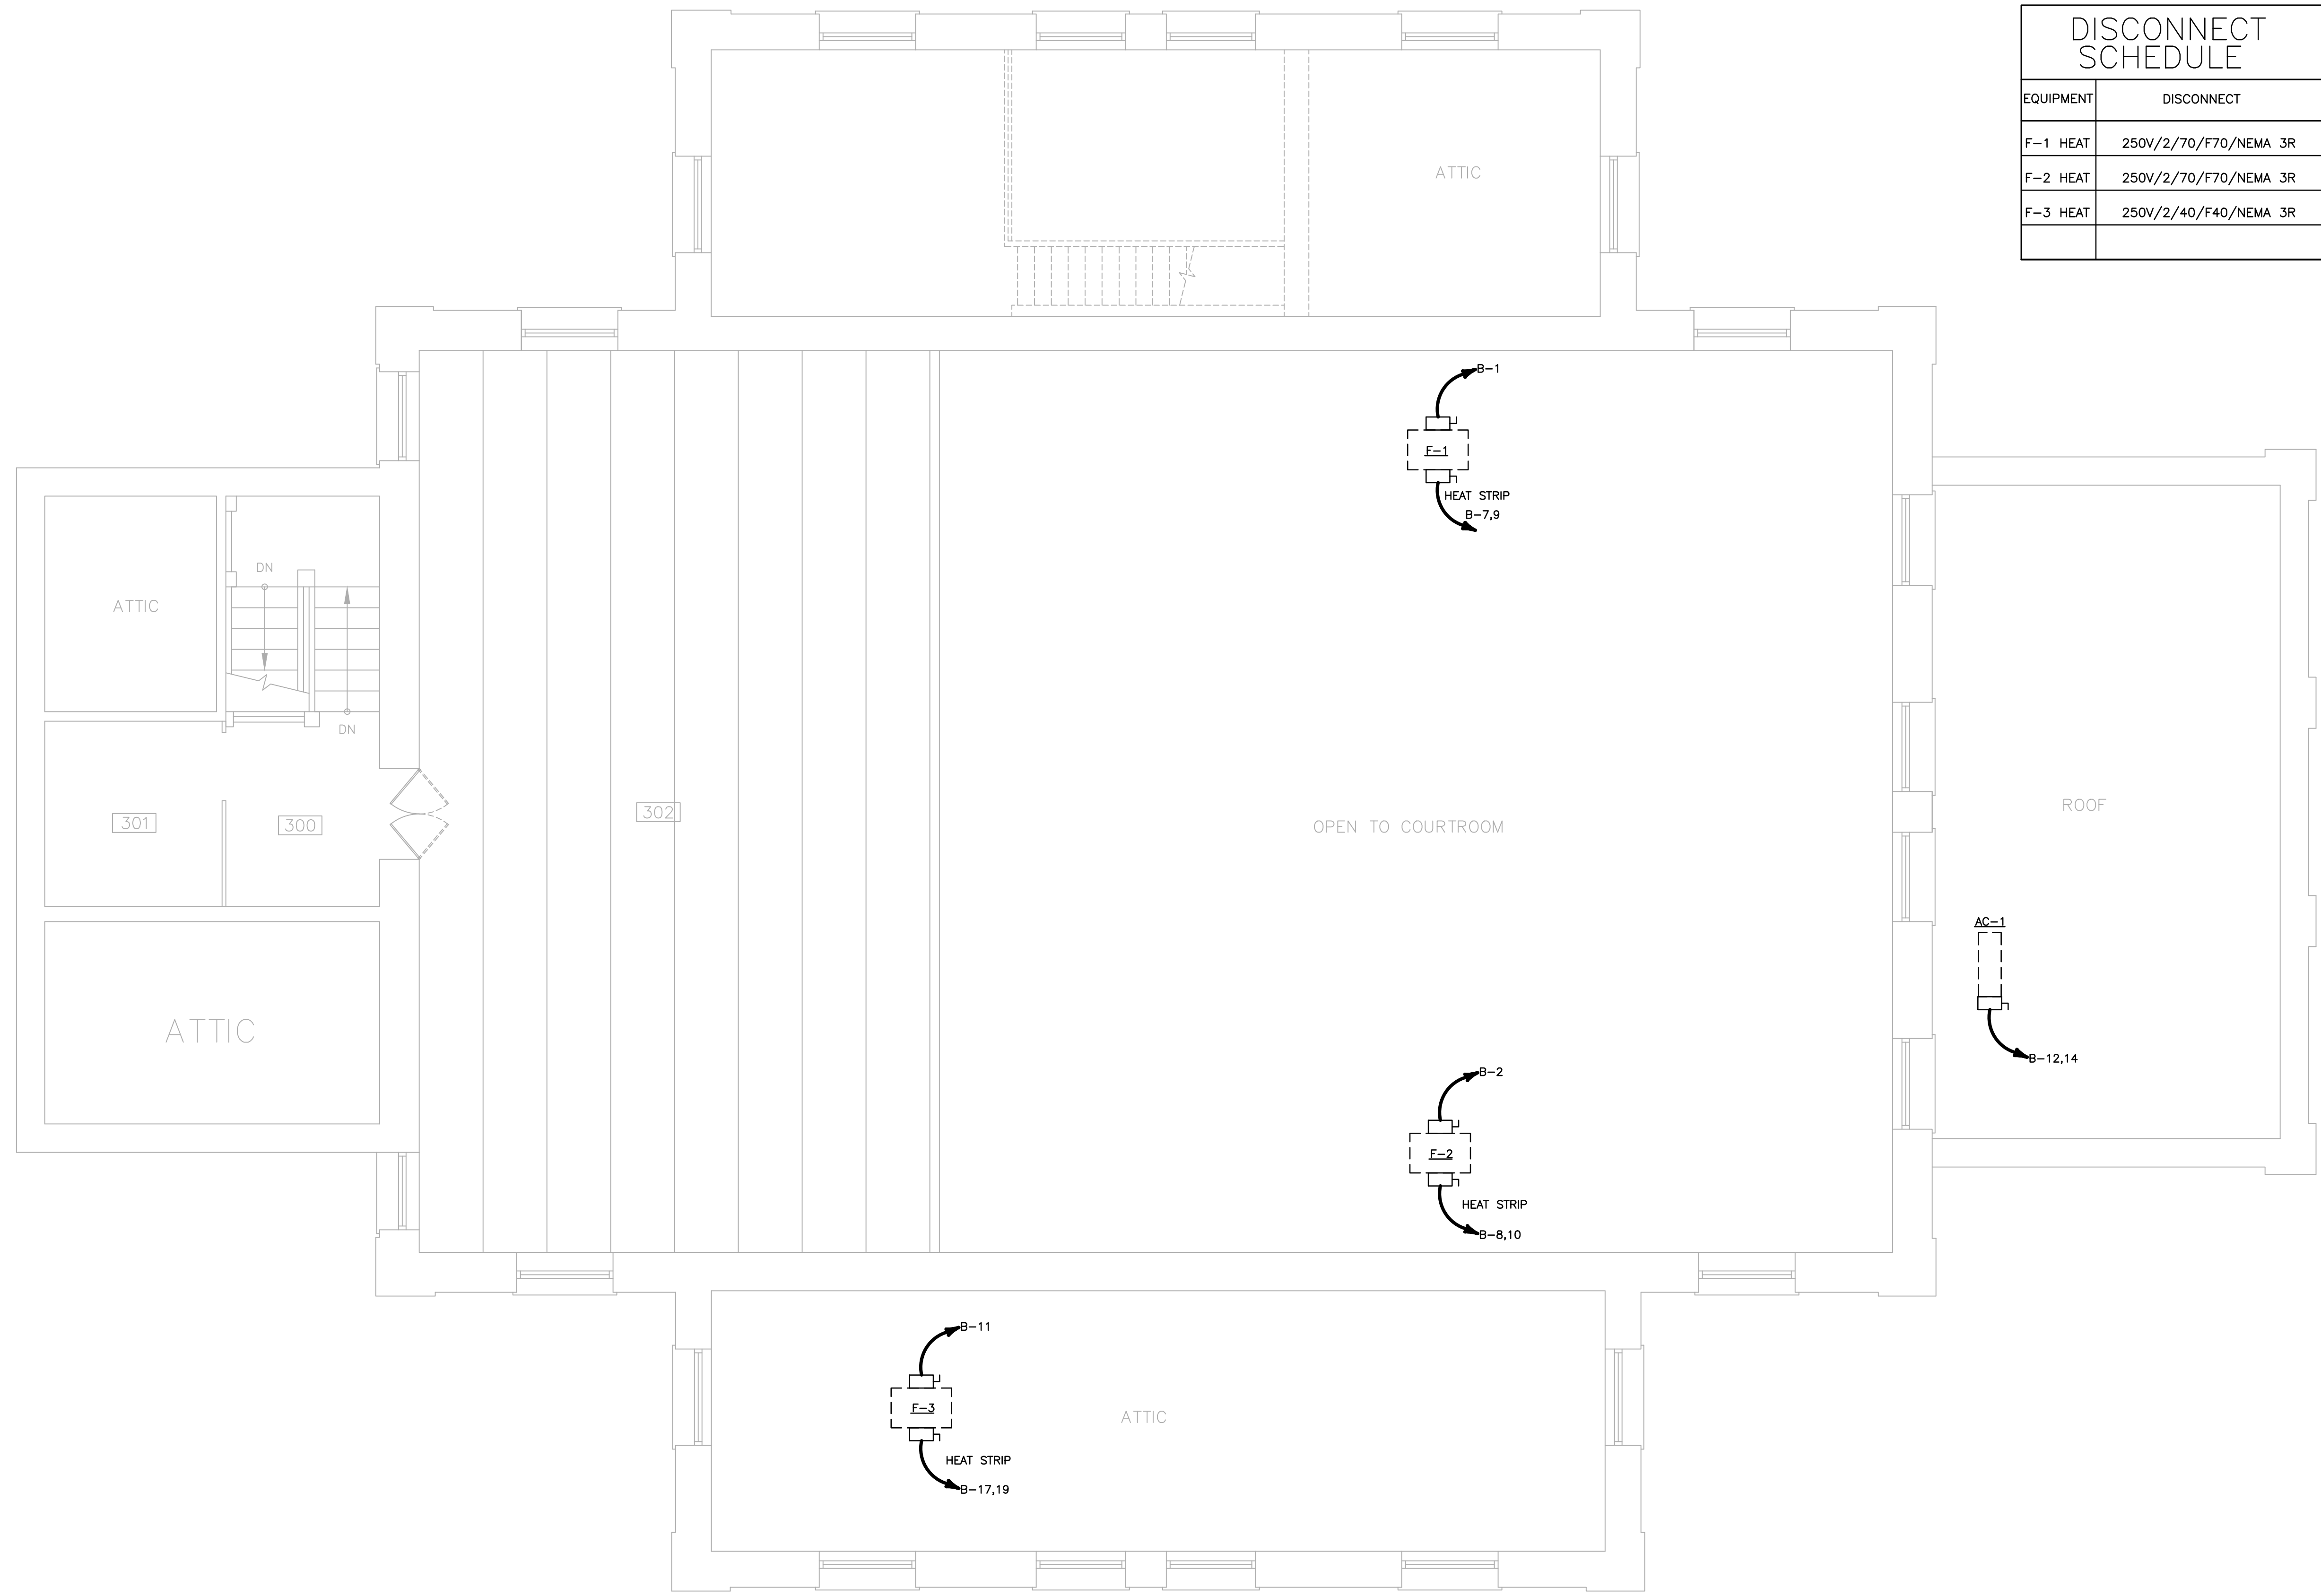 DISCONNECT
SCHEDULE
EQUIPMENT DISCONNECT
F-1 HEAT 250V/2/70/F70/NEMA 3R
F-2 HEAT 250V/2/70/F70/NEMA 3R
F-3 HEAT 250V/2/40/F40/NEMA 3R
ATTIC
B-1
F-1
HEAT STRIP
B-7,9
DN
ATTIC
DN
301
300
302
OPEN TO COURTROOM
ROOF
AC-1
B-12,14
ATTIC
B-2
F-2
HEAT STRIP
B-8,10
B-11
F-3
ATTIC
HEAT STRIP
B-17,19